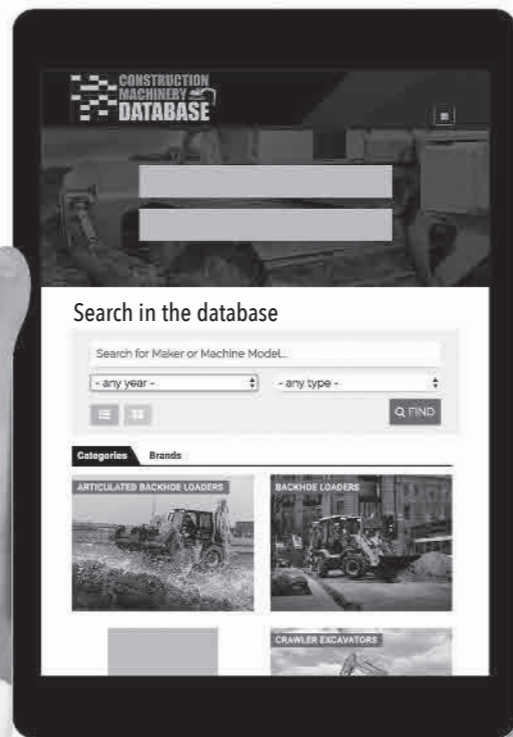 CONSTRUCTION
MACHINERY
DATABASE
Search in the database
Search for Maker or Machine Model...
- any year -
- any type -
FIND
Categories Brands
ARTICULATED BACKHOE LOADERS
BACKHOE LOADERS
CRAWLER EXCAVATORS